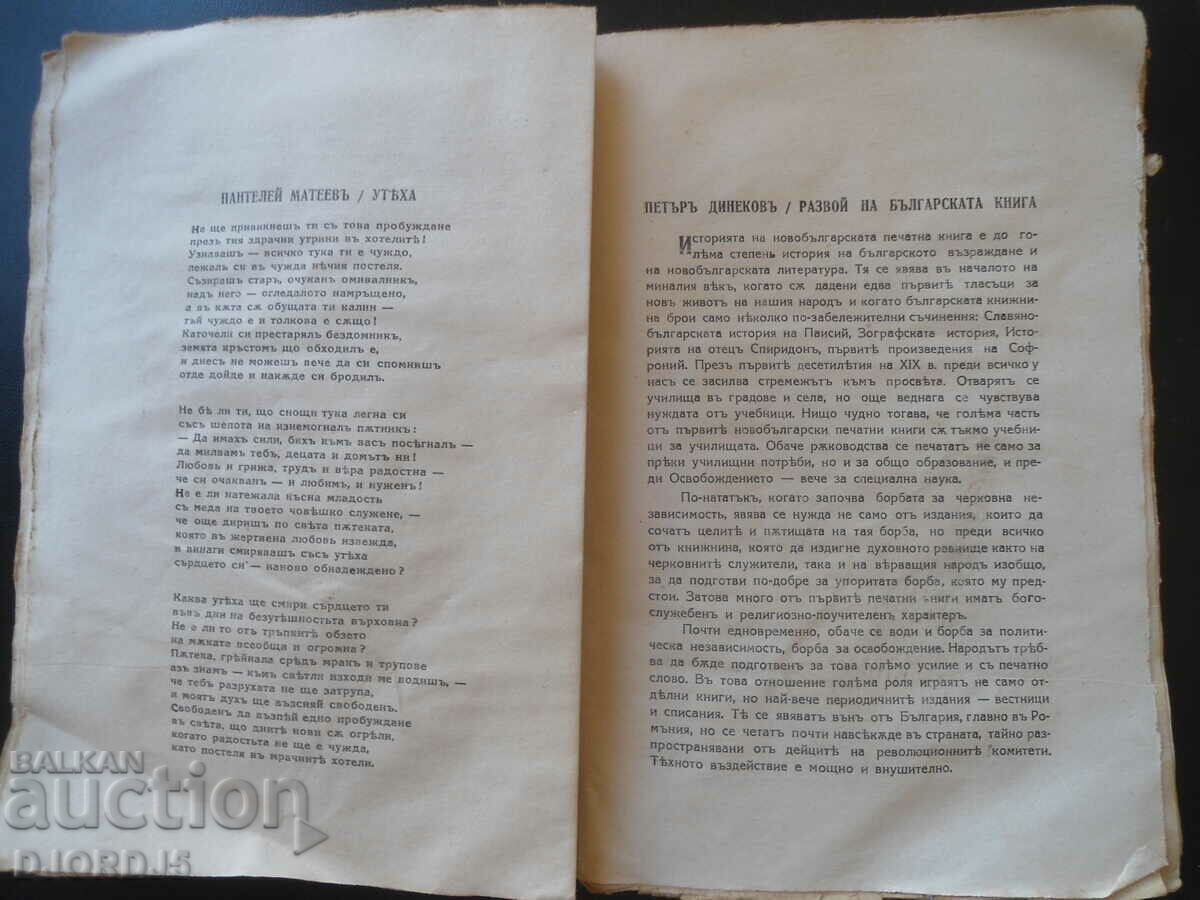 ПАНТЕЛЕЙ МАТЕЕВЪ / УТѢХА
Не ще привикнешъ ти съ това пробуждане
презъ тия здрачни утрини въ хотелитѣ!
Узнавашъ — всичко тука ти е чуждо,
лежалъ си въ чужда нѣчия постеля.
Съзирашъ старъ, очуканъ омивалникъ,
надъ него — огледалото намръщено,
а въ кѫта сѫ обущата ти кални —
тъй чуждо е и толкова е сѫщо!
Каточели си престарялъ бездомникъ,
земята кръстомъ що обходилъ е,
и днесъ не можешъ вече да си спомнишъ
отде дойде и накѫде си бродилъ.
Не бѣ ли ти, що снощи тука легна си
съсъ шепота на изнемогналъ пѫтникъ:
— Да имахъ сили, бихъ къмъ васъ посѣгналъ —
да милвамъ тебъ, децата и домътъ ни!
Любовь и грижа, трудъ и вѣра радостна —
че си очакванъ — и любимъ, и нуженъ!
Не е ли натежала късна младость
съ меда на твоето човѣшко служене, —
че още диришъ по свѣта пѫтеката,
която въ жертвена любовь извежда,
и винаги смирявашъ съсъ утѣха
сърдцето си — какво обнадеждено?
Каква утѣха ще смири сърдцето ти
въвъ дни на безутѣшностьта върховна?
Не е ли то отъ тръпкитѣ обзето
на мѫката всеобща и огромна?
Пѫтека, грѣйнала срѣдъ мракъ и трупове
азъ знамъ — къмъ свѣтли изходи ме водишъ, —
че тебъ разрухата не ще затрупа,
и моятъ духъ ще възсияй свободенъ.
Свободенъ да възпѣй едно пробуждане
въ свѣта, що днитѣ нови сѫ огрѣли,
когато радостьта не ще е чужда,
като постеля въ мрачнитѣ хотели.
ПЕТЪРЪ ДИНЕКОВЪ / РАЗВОЙ НА БЪЛГАРСКАТА КНИГА
Историята на новобългарската печатна книга е до го-
лѣма степень история на българското възраждане и
на новобългарската литература. Тя се явява въ началото на
миналия вѣкъ, когато сѫ дадени едва първитѣ тласъци за
новъ животъ на нашия народъ и когато българската книжни-
на брои само нѣколко по-забележителни съчинения: Славяно-
българската история на Паисий, Зографската история, Исто-
рията на отецъ Спиридонъ, първитѣ произведения на Соф-
роний. Презъ първитѣ десетилѣтия на XIX в. преди всичко у
насъ се засилва стремежътъ къмъ просвѣта. Отварятъ се
училища въ градове и села, но още веднага се чувствува
нуждата отъ учебници. Нищо чудно тогава, че голѣма часть
отъ първитѣ новобългарски печатни книги сѫ тъкмо учебни-
ци за училищата. Обаче рѫководства се печататъ не само за
прѣки училищни потрѣби, но и за общо образование, и пре-
ди Освобождението — вече за специална наука.
По-нататъкъ, когато започва борбата за черковна не-
зависимость, явява се нужда не само отъ издания, които да
сочатъ целитѣ и пѫтищата на тая борба, но преди всичко
отъ книжнина, която да издигне духовното равнище както на
черковнитѣ служители, така и на вѣрващия народъ изобщо,
за да подготви по-добре за упоритата борба, която му пред-
стои. Затова много отъ първитѣ печатни книги иматъ бого-
служебенъ и религиозно-поучителенъ характеръ.
Почти едновременно, обаче се води и борба за полити-
ческа независимость, борба за освобождение. Народътъ трѣб-
ва да бѫде подготвенъ за това голѣмо усилие и съ печатно
слово. Въ това отношение голѣма роля играятъ не само от-
дѣлни книги, но най-вече периодичнитѣ издания — вестници
и списания. Тѣ се явяватъ вънъ от България, главно въ Ро-
мъния, но се четатъ почти навсѣкѫде въ страната, тайно раз-
пространявани отъ дейцитѣ на революционнитѣ комитети.
Тѣхното въздействие е мощно и внушително.
BALKAN
auction
D.JORD.J5